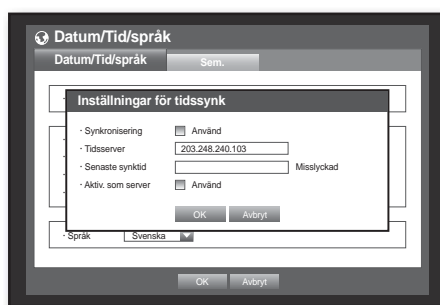 Datum/Tid/språk
Datum/Tid/språk Sem.
Inställningar för tidssynk
· Synkronisering Använd
· Tidsserver 203.248.240.103
· Senaste synktid Misslyckad
· Aktiv. som server Använd
OK Avbryt
· Språk Svenska
OK Avbryt